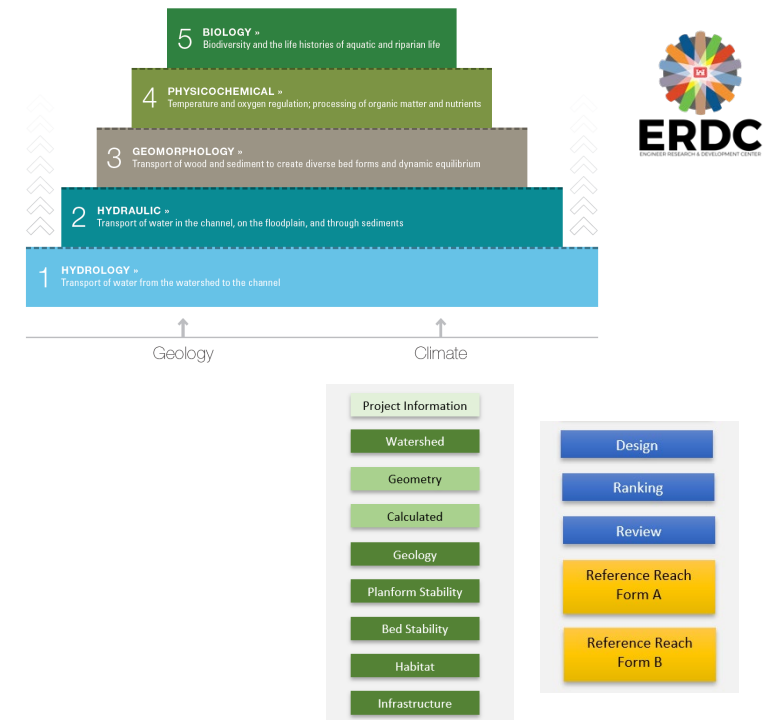 5 BIOLOGY »
Biodiversity and the life histories of aquatic and riparian life
4 PHYSICOCHEMICAL »
Temperature and oxygen regulation; processing of organic matter and nutrients
3 GEOMORPHOLOGY »
Transport of wood and sediment to create diverse bed forms and dynamic equilibrium
2 HYDRAULIC »
Transport of water in the channel, on the floodplain, and through sediments
1 HYDROLOGY »
Transport of water from the watershed to the channel
Geology
Climate
ERDC
ENGINEER RESEARCH & DEVELOPMENT CENTER
Project Information
Watershed
Geometry
Calculated
Geology
Planform Stability
Bed Stability
Habitat
Infrastructure
Design
Ranking
Review
Reference Reach
Form A
Reference Reach
Form B